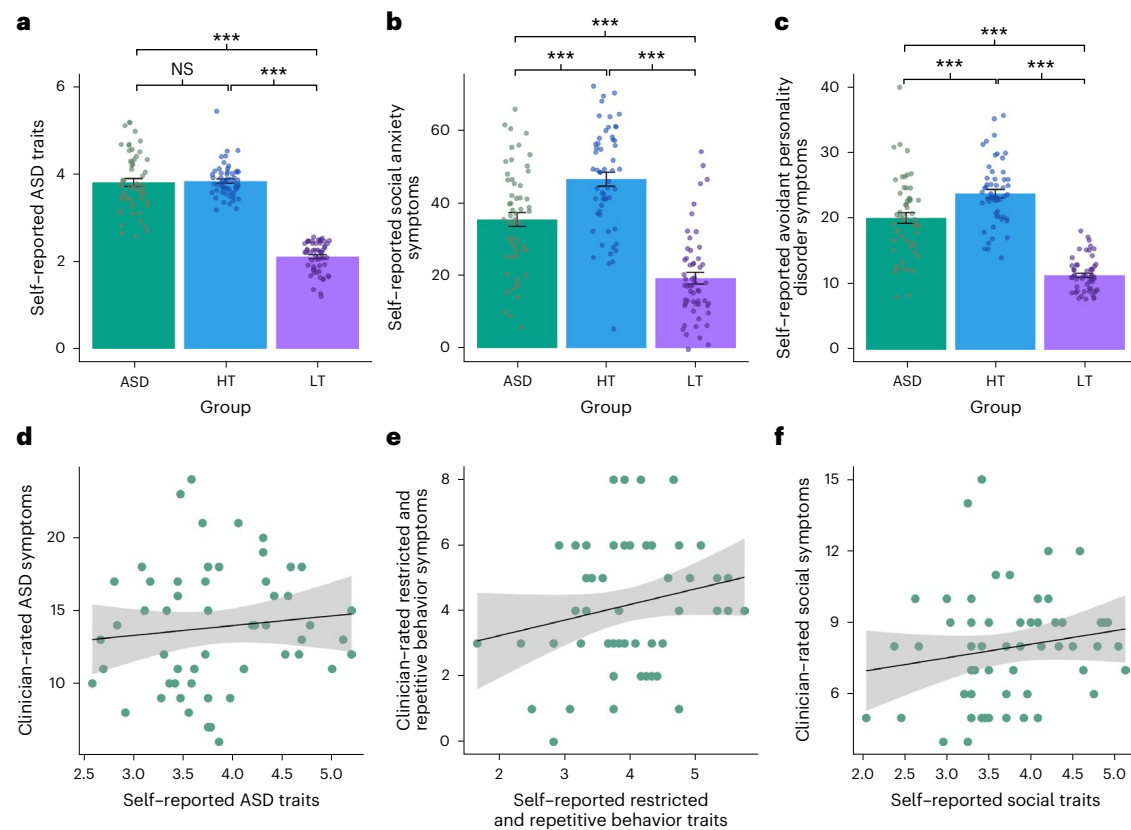 a
***
NS
***
Self-reported ASD traits
6
4
2
0
ASD
HT
LT
Group
b
***
***
***
Self-reported social anxiety
symptoms
60
40
20
0
ASD
HT
LT
Group
c
***
***
***
Self-reported avoidant personality
disorder symptoms
40
30
20
10
0
ASD
HT
LT
Group
d
Clinician-rated ASD symptoms
20
15
10
2.5
3.0
3.5
4.0
4.5
5.0
Self-reported ASD traits
e
Clinician-rated restricted and
repetitive behavior symptoms
8
6
4
2
0
2
3
4
5
Self-reported restricted
and repetitive behavior traits
f
Clinician-rated social symptoms
15
12
9
6
2.0
2.5
3.0
3.5
4.0
4.5
5.0
Self-reported social traits